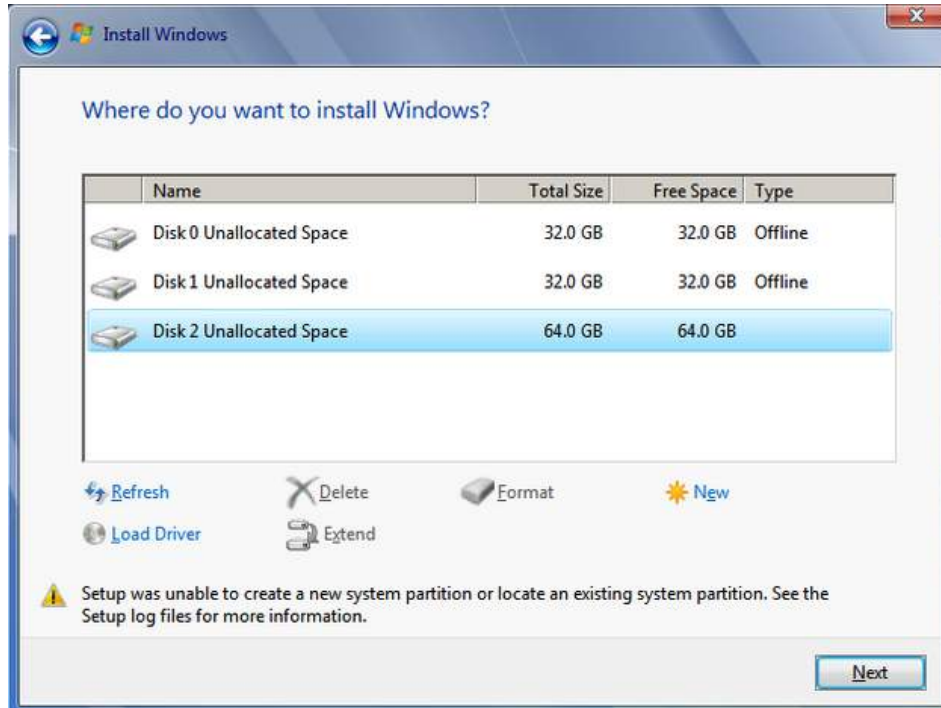 Install Windows
Where do you want to install Windows?
Name Total Size Free Space Type
Disk 0 Unallocated Space 32.0 GB 32.0 GB Offline
Disk 1 Unallocated Space 32.0 GB 32.0 GB Offline
Disk 2 Unallocated Space 64.0 GB 64.0 GB
Refresh Delete Format New
Load Driver Extend
Setup was unable to create a new system partition or locate an existing system partition. See the
Setup log files for more information.
Next